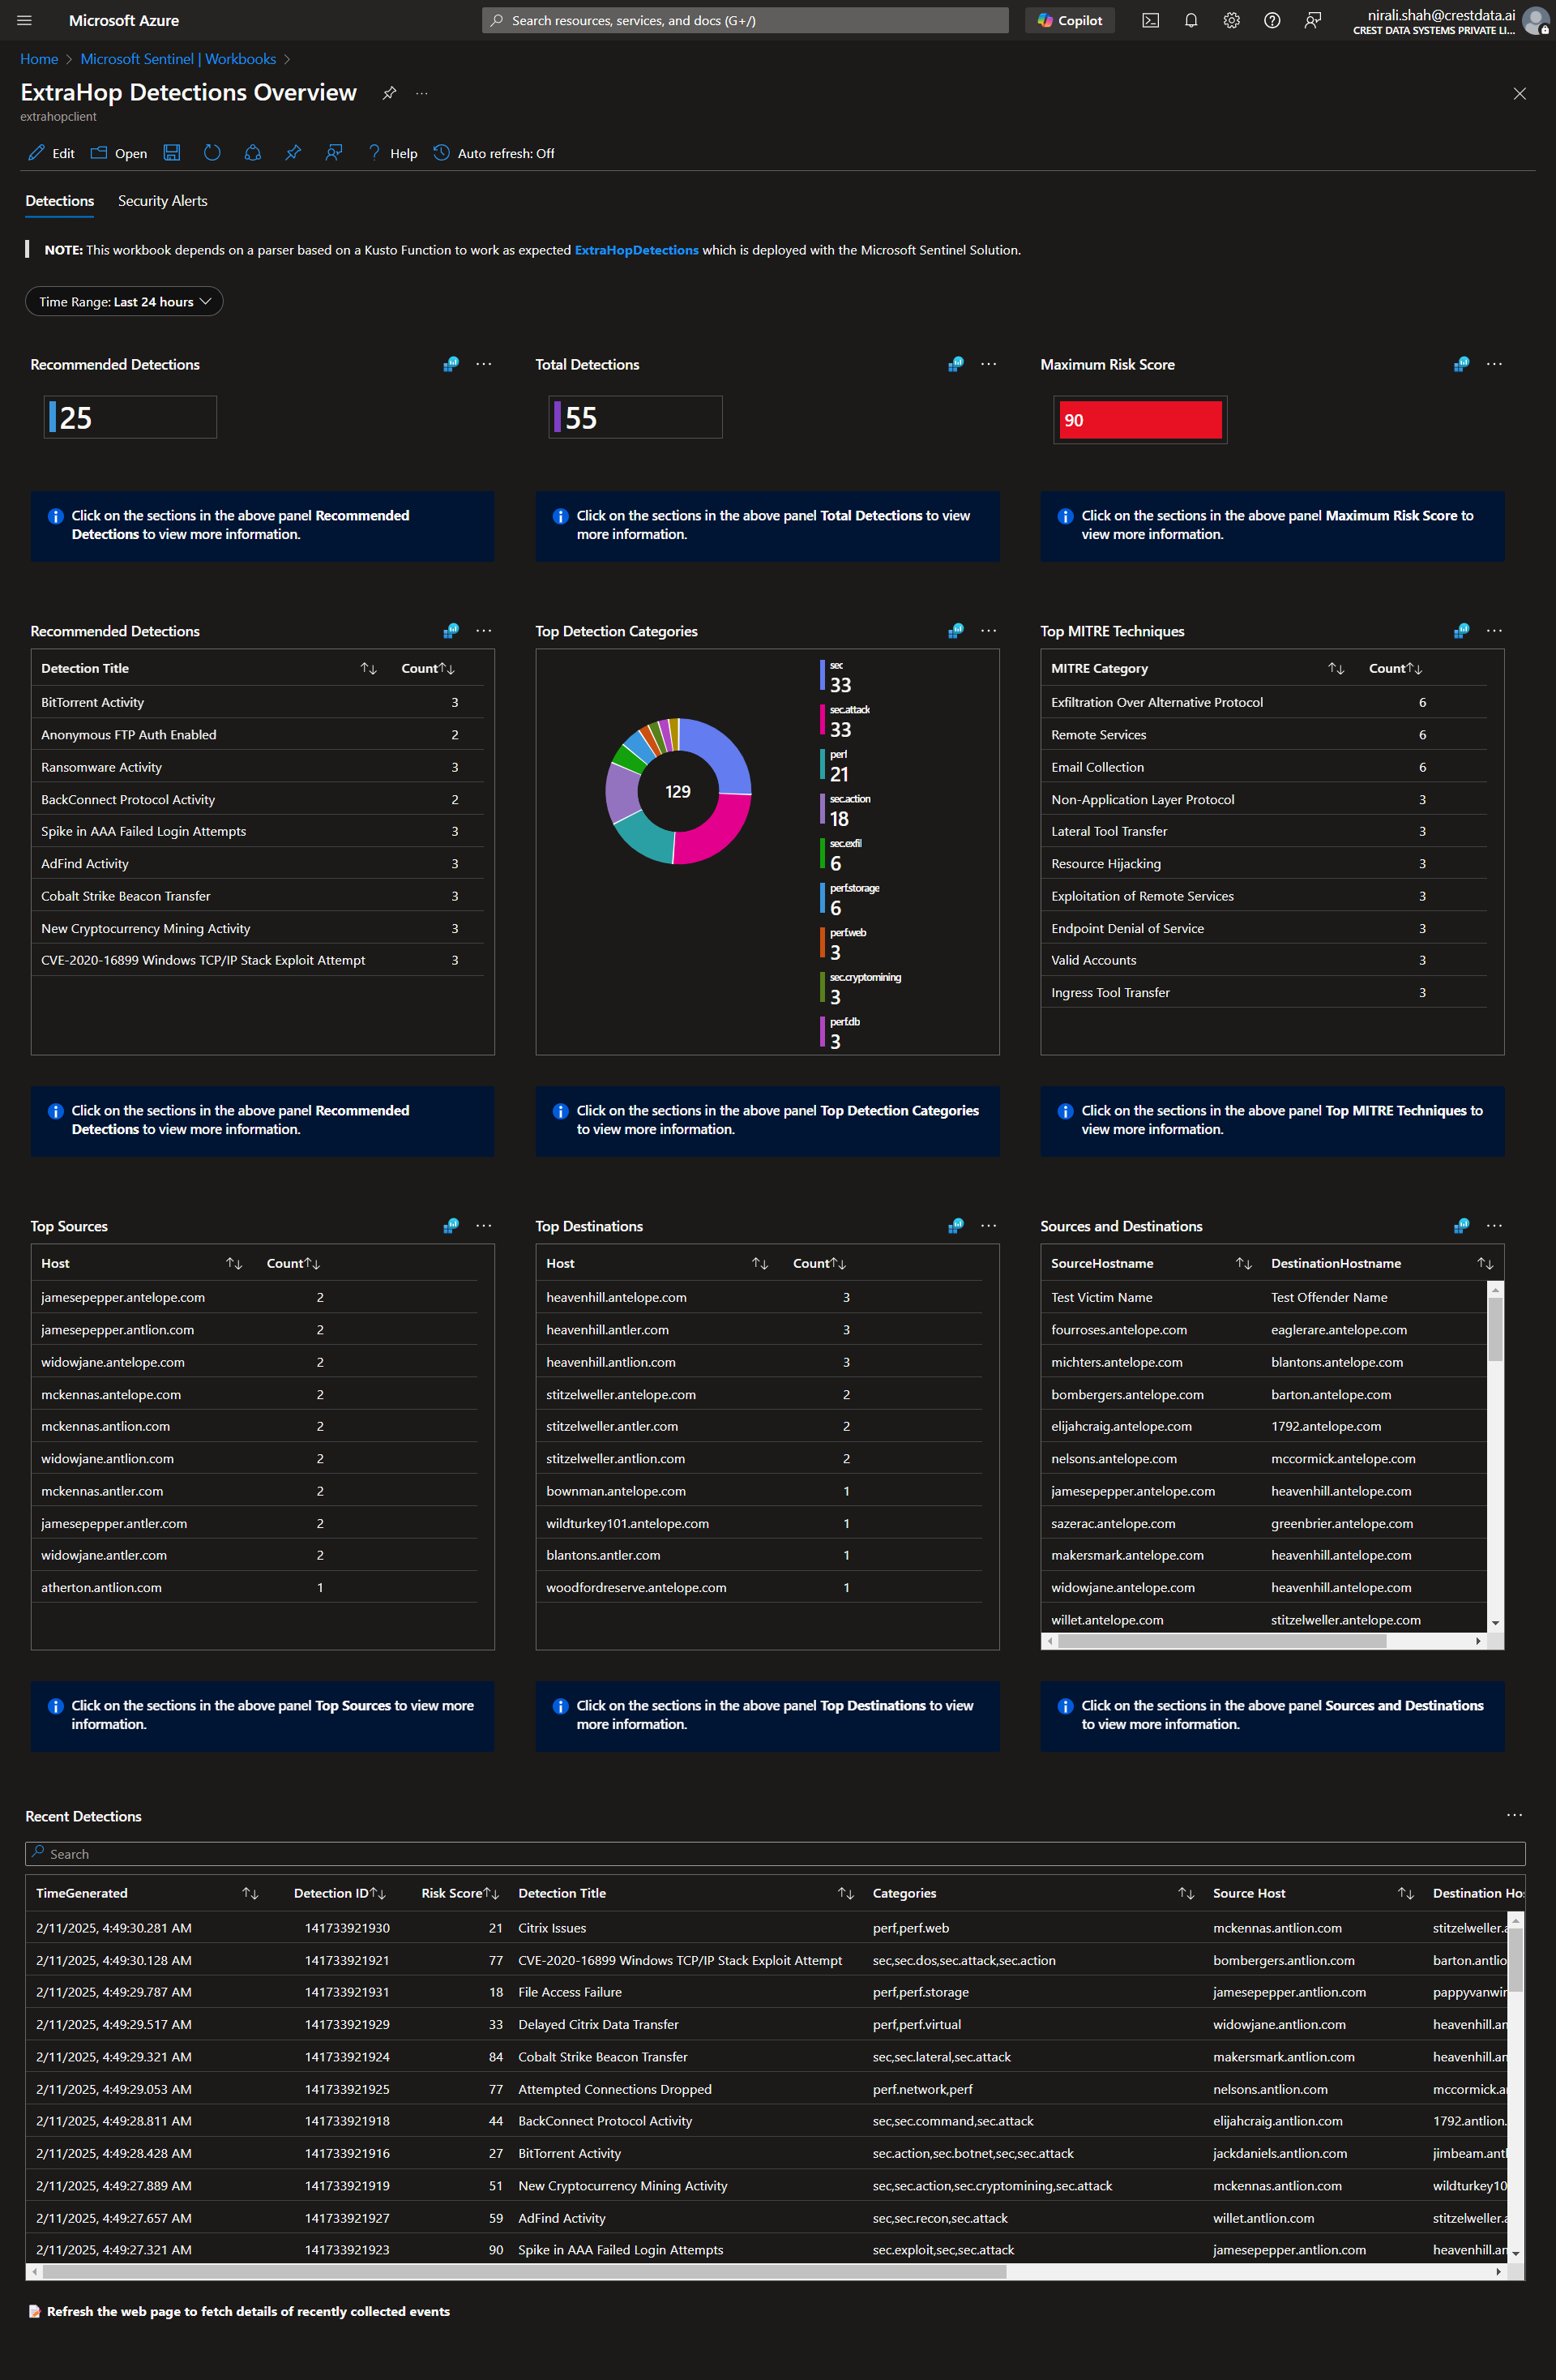 Microsoft Azure
Search resources, services, and docs (G+/)
Copilot
nirali.shah@crestdata.ai
CREST DATA SYSTEMS PRIVATE LI...
Home > Microsoft Sentinel | Workbooks >
ExtraHop Detections Overview
extrahopclient
Edit Open Help Auto refresh: Off
Detections Security Alerts
NOTE: This workbook depends on a parser based on a Kusto Function to work as expected ExtraHopDetections which is deployed with the Microsoft Sentinel Solution.
Time Range: Last 24 hours
Recommended Detections
25
Click on the sections in the above panel Recommended
Detections to view more information.
Total Detections
55
Click on the sections in the above panel Total Detections to view
more information.
Maximum Risk Score
90
Click on the sections in the above panel Maximum Risk Score to
view more information.
Recommended Detections
Detection Title Count
BitTorrent Activity 3
Anonymous FTP Auth Enabled 2
Ransomware Activity 3
BackConnect Protocol Activity 2
Spike in AAA Failed Login Attempts 3
AdFind Activity 3
Cobalt Strike Beacon Transfer 3
New Cryptocurrency Mining Activity 3
CVE-2020-16899 Windows TCP/IP Stack Exploit Attempt 3
Click on the sections in the above panel Recommended
Detections to view more information.
Top Detection Categories
129
sec
33
sec.attack
33
perf
21
sec.action
18
sec.exfil
6
perf.storage
6
perf.web
3
sec.cryptomining
3
perf.db
3
Click on the sections in the above panel Top Detection Categories
to view more information.
Top MITRE Techniques
MITRE Category Count
Exfiltration Over Alternative Protocol 6
Remote Services 6
Email Collection 6
Non-Application Layer Protocol 3
Lateral Tool Transfer 3
Resource Hijacking 3
Exploitation of Remote Services 3
Endpoint Denial of Service 3
Valid Accounts 3
Ingress Tool Transfer 3
Click on the sections in the above panel Top MITRE Techniques to
view more information.
Top Sources
Host Count
jamesepepper.antelope.com 2
jamesepepper.antlion.com 2
widowjane.antelope.com 2
mckennas.antelope.com 2
mckennas.antlion.com 2
widowjane.antlion.com 2
mckennas.antler.com 2
jamesepepper.antler.com 2
widowjane.antler.com 2
atherton.antlion.com 1
Click on the sections in the above panel Top Sources to view more
information.
Top Destinations
Host Count
heavenhill.antelope.com 3
heavenhill.antler.com 3
heavenhill.antlion.com 3
stitzelweller.antelope.com 2
stitzelweller.antler.com 2
stitzelweller.antlion.com 2
bownman.antelope.com 1
wildturkey101.antelope.com 1
blantons.antler.com 1
woodfordreserve.antelope.com 1
Click on the sections in the above panel Top Destinations to view
more information.
Sources and Destinations
SourceHostname DestinationHostname
Test Victim Name Test Offender Name
fourroses.antelope.com eaglerare.antelope.com
michters.antelope.com blantons.antelope.com
bombergers.antelope.com barton.antelope.com
elijahcraig.antelope.com 1792.antelope.com
nelsons.antelope.com mccormick.antelope.com
jamesepepper.antelope.com heavenhill.antelope.com
sazerac.antelope.com greenbrier.antelope.com
makersmark.antelope.com heavenhill.antelope.com
widowjane.antelope.com heavenhill.antelope.com
willet.antelope.com stitzelweller.antelope.com
Click on the sections in the above panel Sources and Destinations
to view more information.
Recent Detections
Search
TimeGenerated Detection ID Risk Score Detection Title Categories Source Host Destination Ho
2/11/2025, 4:49:30.281 AM 141733921930 21 Citrix Issues perf,perf.web mckennas.antlion.com stitzelweller.a
2/11/2025, 4:49:30.128 AM 141733921921 77 CVE-2020-16899 Windows TCP/IP Stack Exploit Attempt sec,sec.dos,sec.attack,sec.action bombergers.antlion.com barton.antlio
2/11/2025, 4:49:29.787 AM 141733921931 18 File Access Failure perf,perf.storage jamesepepper.antlion.com pappyvanwin
2/11/2025, 4:49:29.517 AM 141733921929 33 Delayed Citrix Data Transfer perf,perf.virtual widowjane.antlion.com heavenhill.an
2/11/2025, 4:49:29.321 AM 141733921924 84 Cobalt Strike Beacon Transfer sec,sec.lateral,sec.attack makersmark.antlion.com heavenhill.an
2/11/2025, 4:49:29.053 AM 141733921925 77 Attempted Connections Dropped perf.network,perf nelsons.antlion.com mccormick.a
2/11/2025, 4:49:28.811 AM 141733921918 44 BackConnect Protocol Activity sec,sec.command,sec.attack elijahcraig.antlion.com 1792.antlion.
2/11/2025, 4:49:28.428 AM 141733921916 27 BitTorrent Activity sec.action,sec.botnet,sec,sec.attack jackdaniels.antlion.com jimbeam.antl
2/11/2025, 4:49:27.889 AM 141733921919 51 New Cryptocurrency Mining Activity sec,sec.action,sec.cryptomining,sec.attack mckennas.antlion.com wildturkey10
2/11/2025, 4:49:27.657 AM 141733921927 59 AdFind Activity sec,sec.recon,sec.attack willet.antlion.com stitzelweller.a
2/11/2025, 4:49:27.321 AM 141733921923 90 Spike in AAA Failed Login Attempts sec.exploit,sec,sec.attack jamesepepper.antlion.com heavenhill.an
Refresh the web page to fetch details of recently collected events